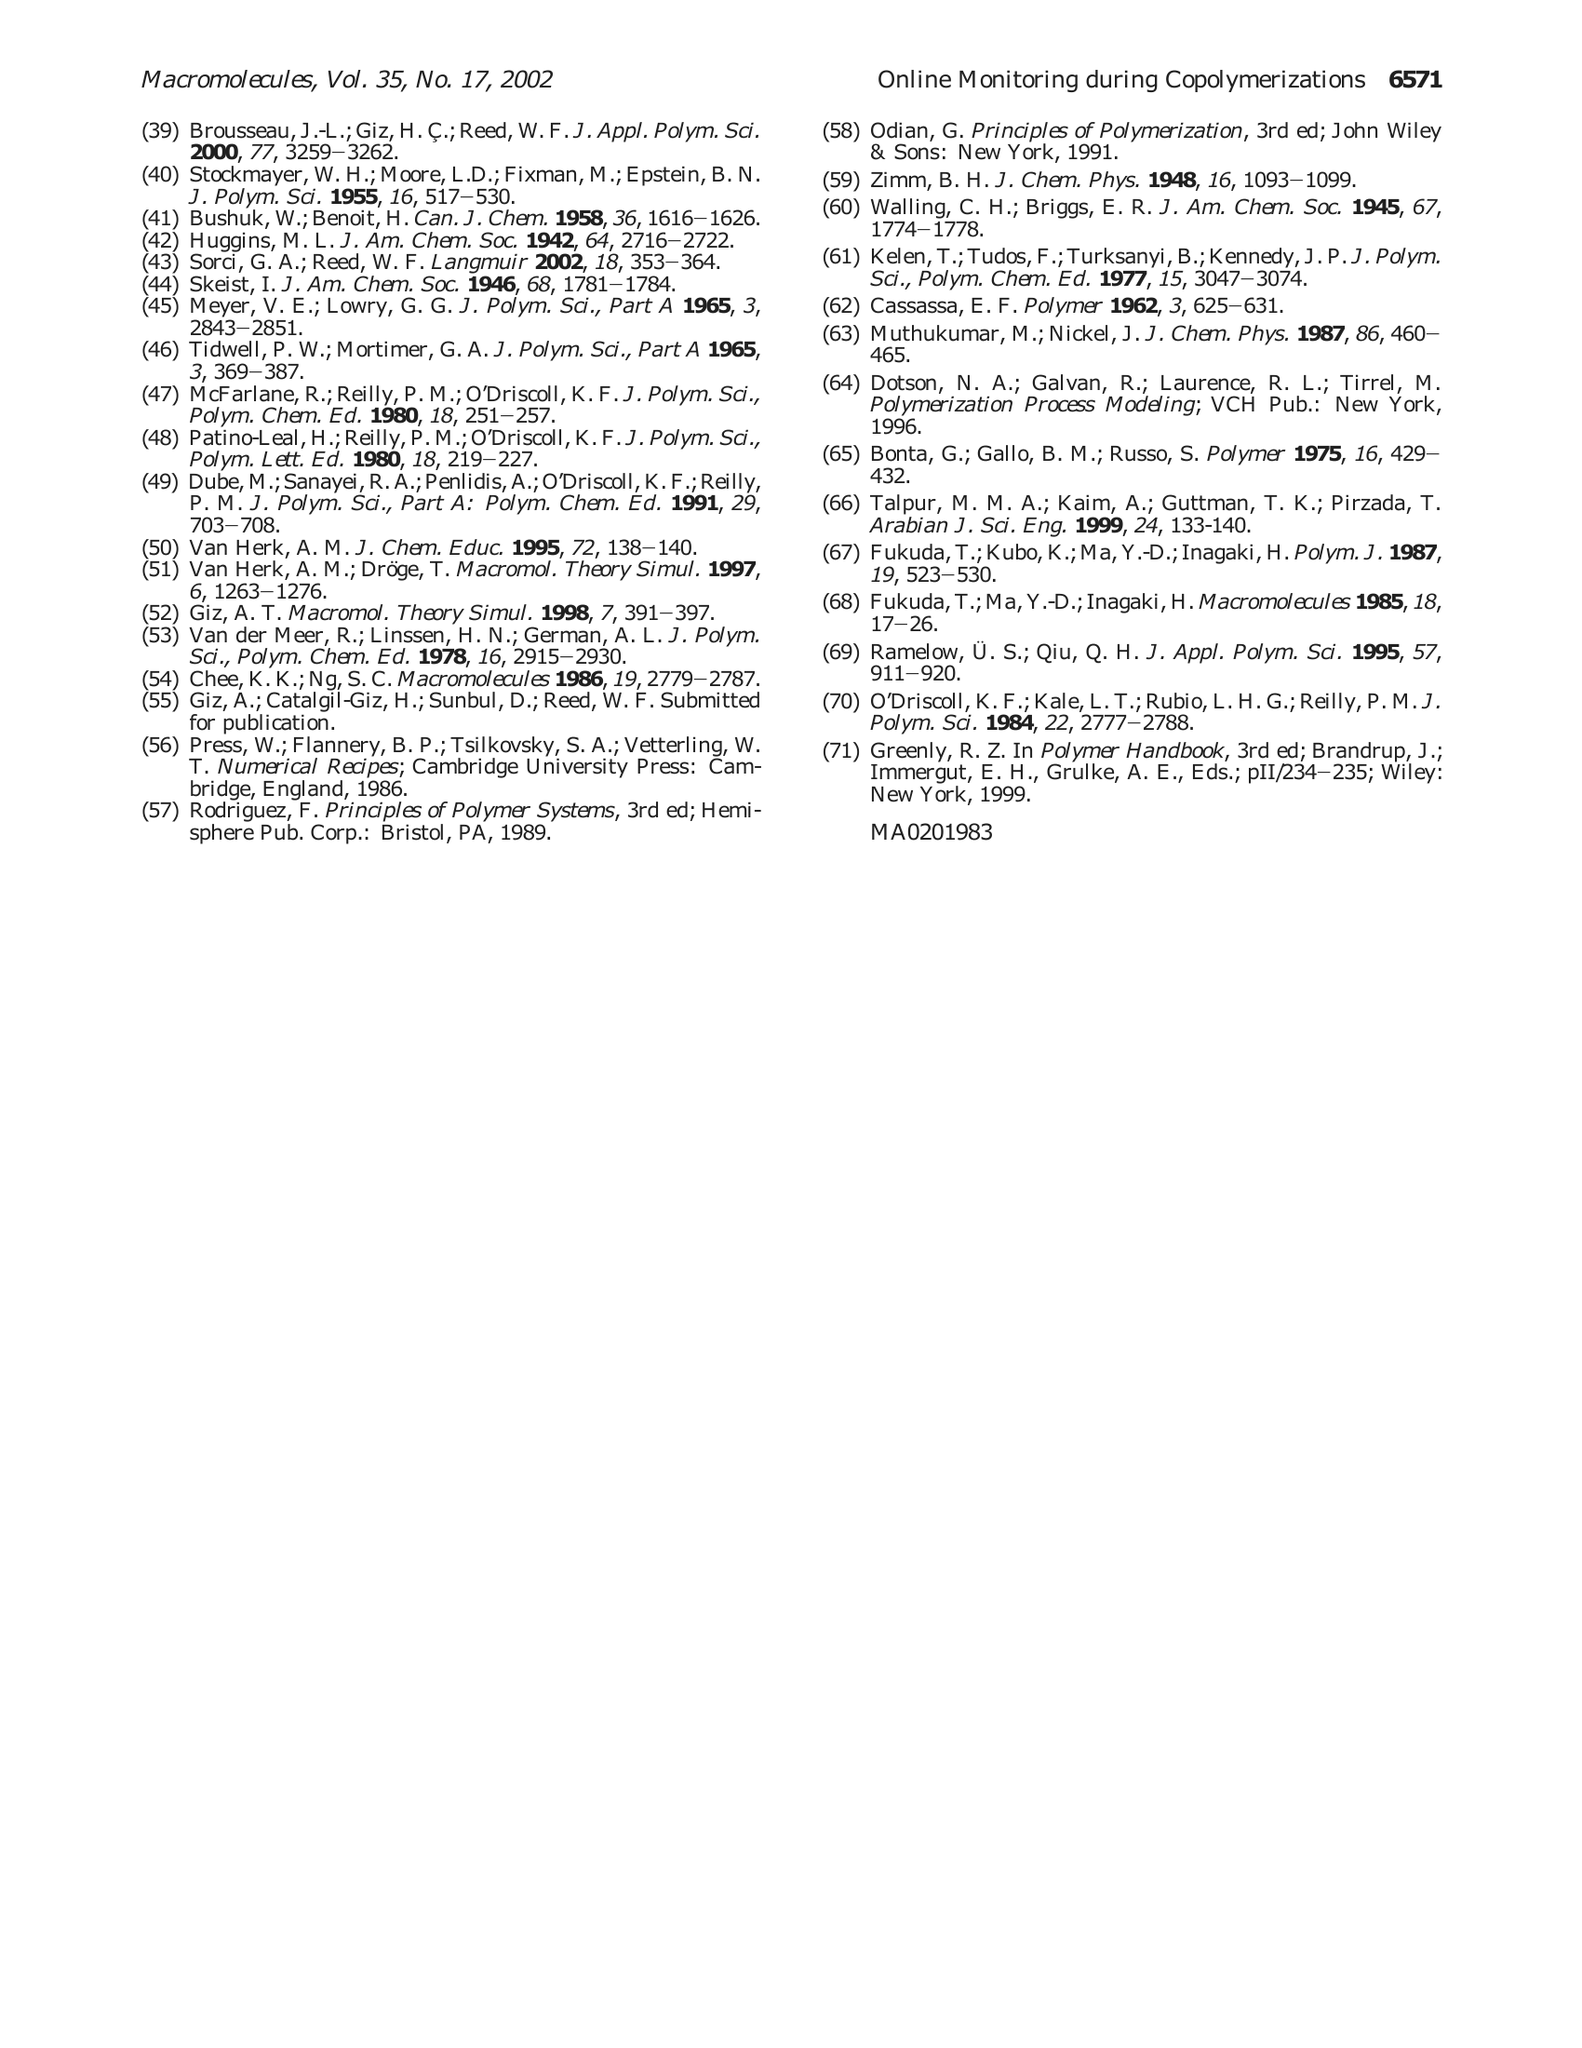 Macromolecules, Vol. 35, No. 17, 2002
Online Monitoring during Copolymerizations 6571
(39) Brousseau, J.-L.; Giz, H. Ç.; Reed, W. F. J. Appl. Polym. Sci.
2000, 77, 3259−3262.
(40) Stockmayer, W. H.; Moore, L.D.; Fixman, M.; Epstein, B. N.
J. Polym. Sci. 1955, 16, 517−530.
(41) Bushuk, W.; Benoit, H. Can. J. Chem. 1958, 36, 1616−1626.
(42) Huggins, M. L. J. Am. Chem. Soc. 1942, 64, 2716−2722.
(43) Sorci, G. A.; Reed, W. F. Langmuir 2002, 18, 353−364.
(44) Skeist, I. J. Am. Chem. Soc. 1946, 68, 1781−1784.
(45) Meyer, V. E.; Lowry, G. G. J. Polym. Sci., Part A 1965, 3,
2843−2851.
(46) Tidwell, P. W.; Mortimer, G. A. J. Polym. Sci., Part A 1965,
3, 369−387.
(47) McFarlane, R.; Reilly, P. M.; O'Driscoll, K. F. J. Polym. Sci.,
Polym. Chem. Ed. 1980, 18, 251−257.
(48) Patino-Leal, H.; Reilly, P. M.; O'Driscoll, K. F. J. Polym. Sci.,
Polym. Lett. Ed. 1980, 18, 219−227.
(49) Dube, M.; Sanayei, R. A.; Penlidis, A.; O'Driscoll, K. F.; Reilly,
P. M. J. Polym. Sci., Part A: Polym. Chem. Ed. 1991, 29,
703−708.
(50) Van Herk, A. M. J. Chem. Educ. 1995, 72, 138−140.
(51) Van Herk, A. M.; Dröge, T. Macromol. Theory Simul. 1997,
6, 1263−1276.
(52) Giz, A. T. Macromol. Theory Simul. 1998, 7, 391−397.
(53) Van der Meer, R.; Linssen, H. N.; German, A. L. J. Polym.
Sci., Polym. Chem. Ed. 1978, 16, 2915−2930.
(54) Chee, K. K.; Ng, S. C. Macromolecules 1986, 19, 2779−2787.
(55) Giz, A.; Catalgil-Giz, H.; Sunbul, D.; Reed, W. F. Submitted
for publication.
(56) Press, W.; Flannery, B. P.; Tsilkovsky, S. A.; Vetterling, W.
T. Numerical Recipes; Cambridge University Press: Cam-
bridge, England, 1986.
(57) Rodriguez, F. Principles of Polymer Systems, 3rd ed; Hemi-
sphere Pub. Corp.: Bristol, PA, 1989.
(58) Odian, G. Principles of Polymerization, 3rd ed; John Wiley
& Sons: New York, 1991.
(59) Zimm, B. H. J. Chem. Phys. 1948, 16, 1093−1099.
(60) Walling, C. H.; Briggs, E. R. J. Am. Chem. Soc. 1945, 67,
1774−1778.
(61) Kelen, T.; Tudos, F.; Turksanyi, B.; Kennedy, J. P. J. Polym.
Sci., Polym. Chem. Ed. 1977, 15, 3047−3074.
(62) Cassassa, E. F. Polymer 1962, 3, 625−631.
(63) Muthukumar, M.; Nickel, J. J. Chem. Phys. 1987, 86, 460−
465.
(64) Dotson, N. A.; Galvan, R.; Laurence, R. L.; Tirrel, M.
Polymerization Process Modeling; VCH Pub.: New York,
1996.
(65) Bonta, G.; Gallo, B. M.; Russo, S. Polymer 1975, 16, 429−
432.
(66) Talpur, M. M. A.; Kaim, A.; Guttman, T. K.; Pirzada, T.
Arabian J. Sci. Eng. 1999, 24, 133-140.
(67) Fukuda, T.; Kubo, K.; Ma, Y.-D.; Inagaki, H. Polym. J. 1987,
19, 523−530.
(68) Fukuda, T.; Ma, Y.-D.; Inagaki, H. Macromolecules 1985, 18,
17−26.
(69) Ramelow, Ü. S.; Qiu, Q. H. J. Appl. Polym. Sci. 1995, 57,
911−920.
(70) O'Driscoll, K. F.; Kale, L. T.; Rubio, L. H. G.; Reilly, P. M. J.
Polym. Sci. 1984, 22, 2777−2788.
(71) Greenly, R. Z. In Polymer Handbook, 3rd ed; Brandrup, J.;
Immergut, E. H., Grulke, A. E., Eds.; pII/234−235; Wiley:
New York, 1999.
MA0201983